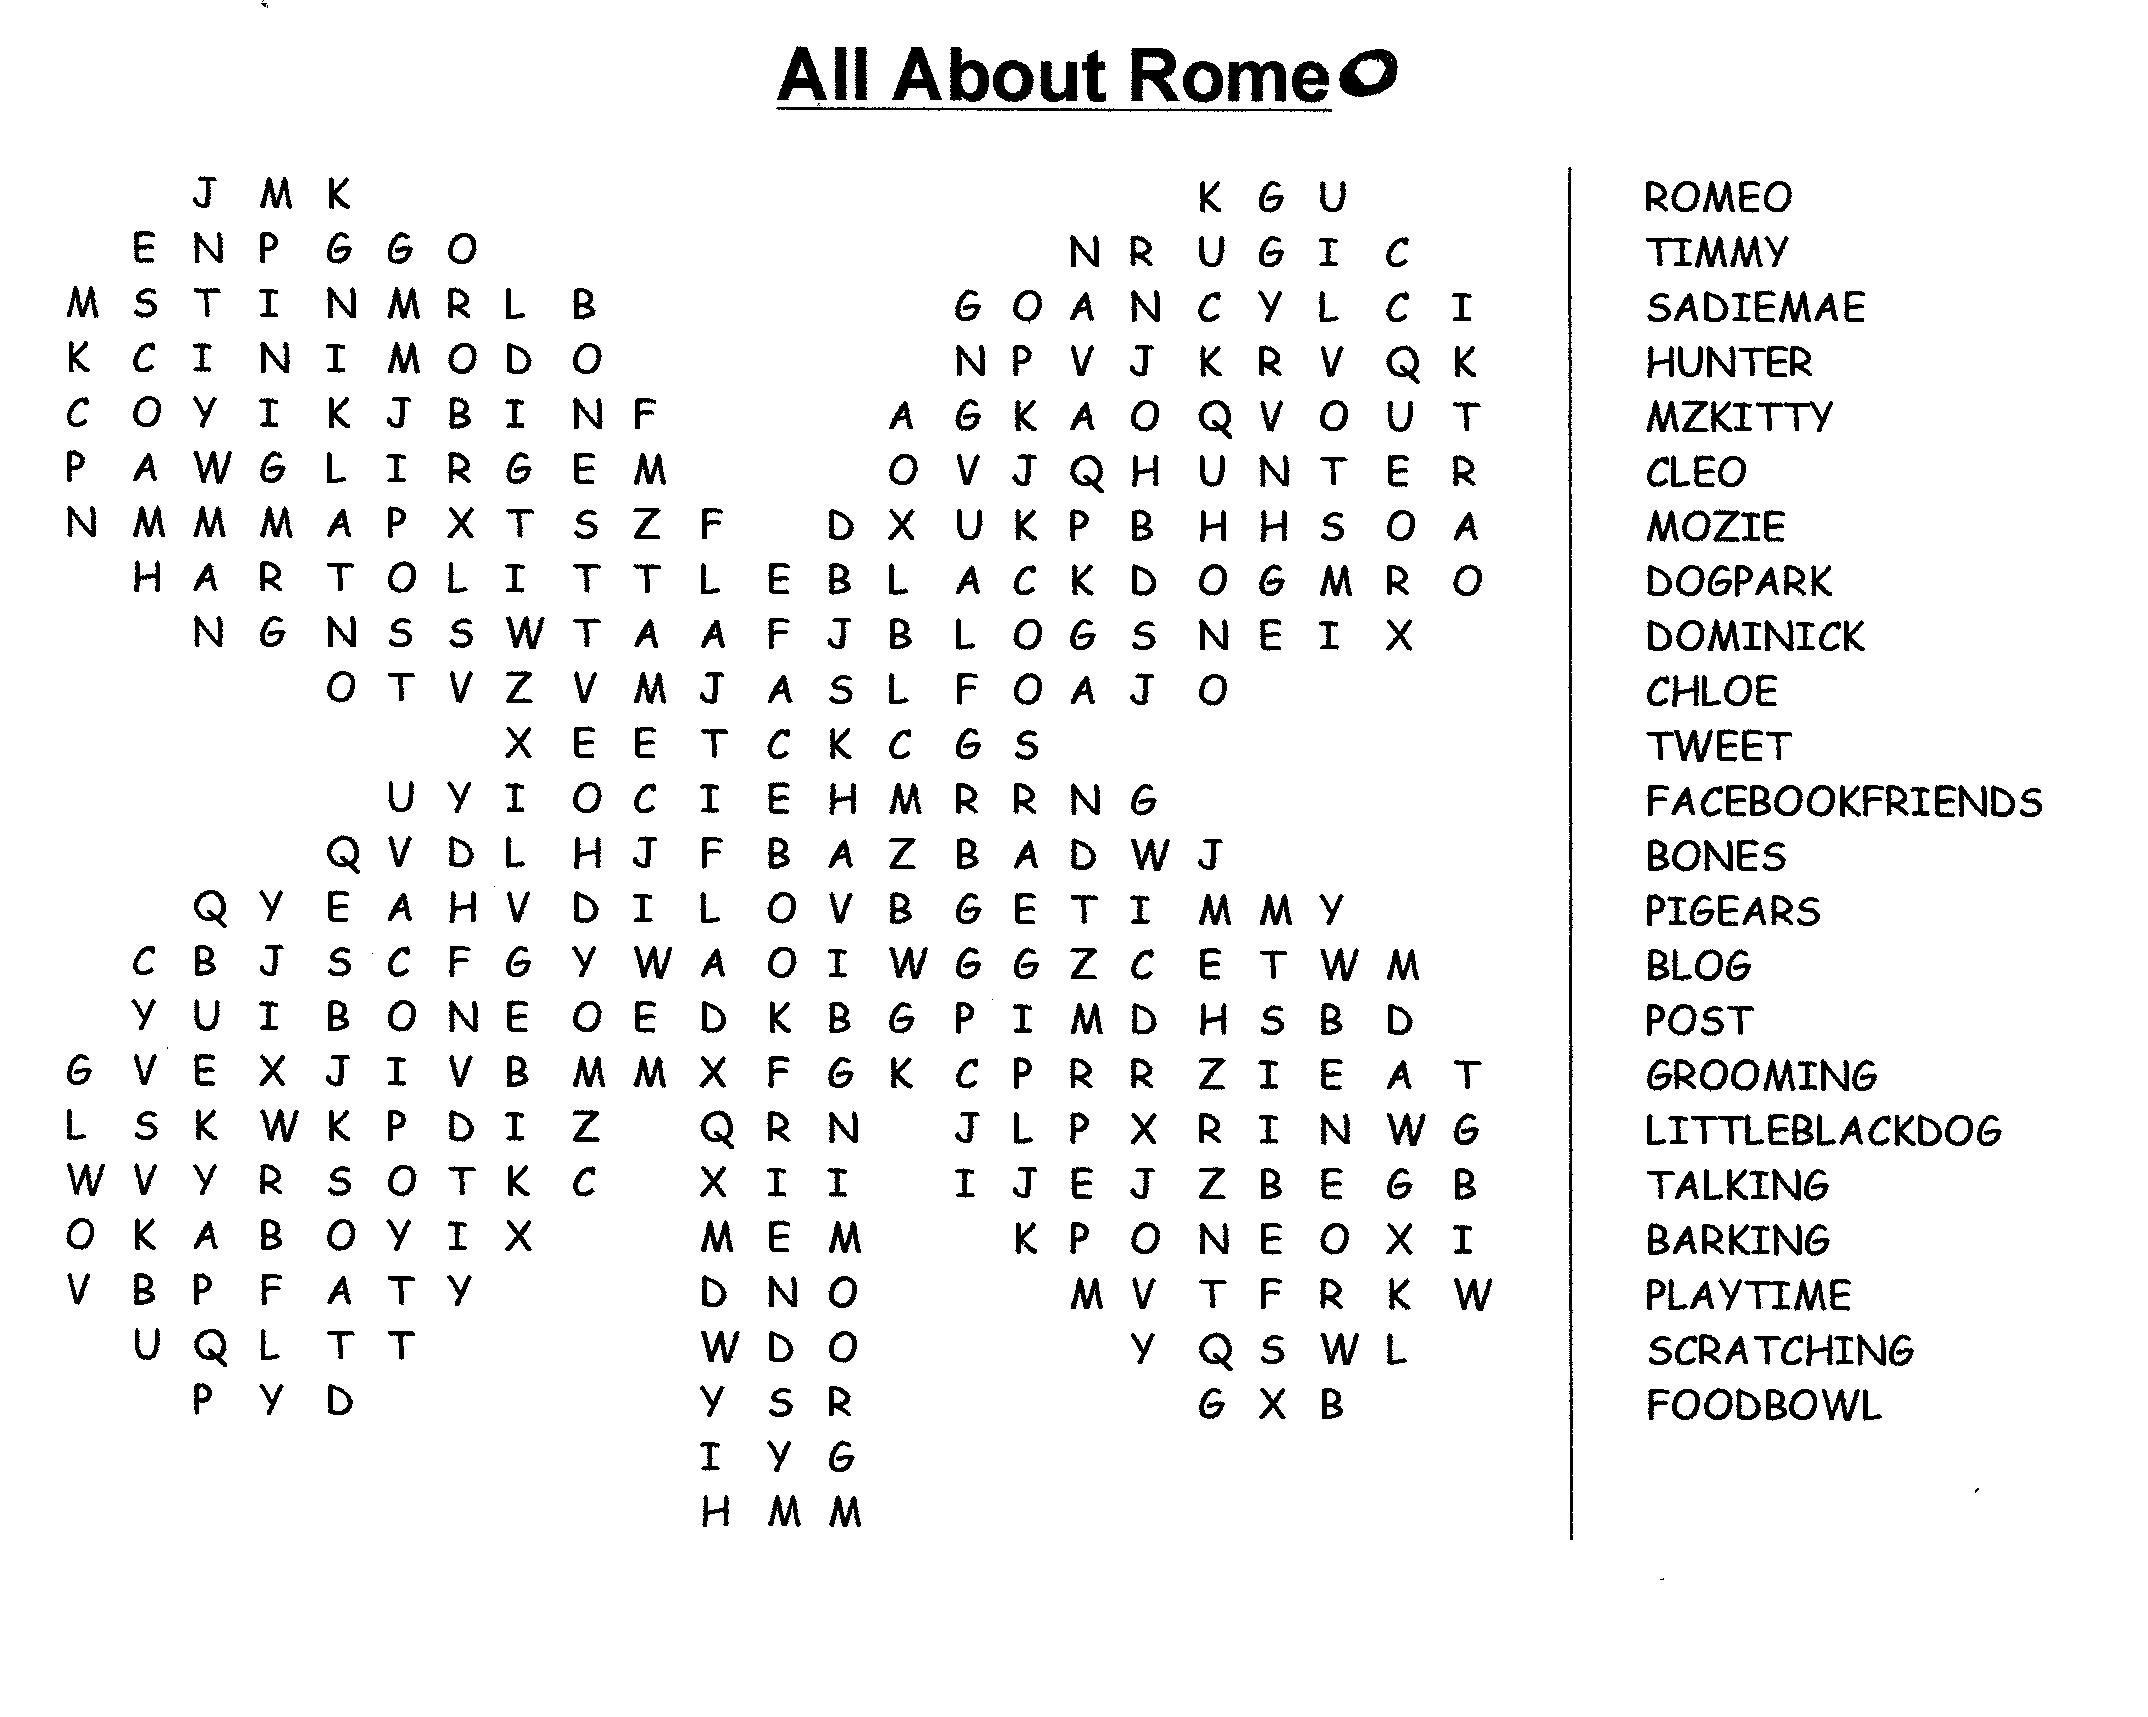 All About Romeo
J M K K G U
E N P G G O N R U G I C
M S T I N M R L B G O A N C Y L C I
K C I N I M O D O N P V J K R V Q K
C O Y I K J B I N F A G K A O Q V O U T
P A W G L I R G E M O V J Q H U N T E R
N M M M A P X T S Z F D X U K P B H H S O A
H A R T O L I T T L E B L A C K D O G M R O
N G N S S W T A A F J B L O G S N E I X
O T V Z V M J A S L F O A J O
X E E T C K C G S
U Y I O C I E H M R R N G
Q V D L H J F B A Z B A D W J
Q Y E A H V D I L O V B G E T I M M Y
C B J S C F G Y W A O I W G G Z C E T W M
Y U I B O N E O E D K B G P I M D H S B D
G V E X J I V B M M X F G K C P R R Z I E A T
L S K W K P D I Z Q R N J L P X R I N W G
W V Y R S O T K C X I I I J E J Z B E G B
O K A B O Y I X M E M K P O N E O X I
V B P F A T Y D N O M V T F R K W
U Q L T T W D O Y Q S W L
P Y D Y S R G X B
I Y G
H M M
ROMEO
TIMMY
SADIEMAE
HUNTER
MZKITTY
CLEO
MOZIE
DOGPARK
DOMINICK
CHLOE
TWEET
FACEBOOKFRIENDS
BONES
PIGEARS
BLOG
POST
GROOMING
LITTLEBLACKDOG
TALKING
BARKING
PLAYTIME
SCRATCHING
FOODBOWL